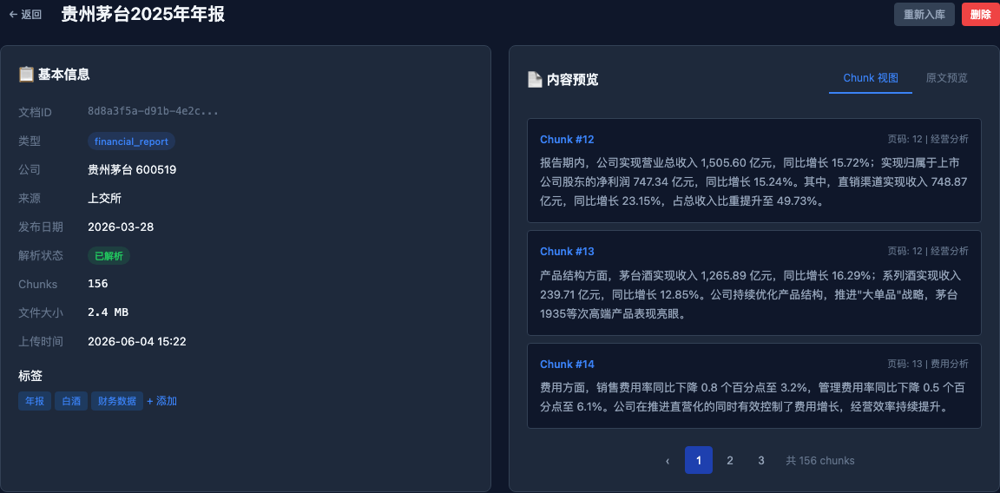 ← 返回 贵州茅台2025年年报 重新入库 删除
基本信息
文档ID 8d8a3f5a-d91b-4e2c...
类型 financial_report
公司 贵州茅台 600519
来源 上交所
发布日期 2026-03-28
解析状态 已解析
Chunks 156
文件大小 2.4 MB
上传时间 2026-06-04 15:22
标签
年报 白酒 财务数据 + 添加
内容预览 Chunk 视图 原文预览
Chunk #12 页码: 12 | 经营分析
报告期内，公司实现营业总收入 1,505.60 亿元，同比增长 15.72%；实现归属于上市
公司股东的净利润 747.34 亿元，同比增长 15.24%。其中，直销渠道实现收入 748.87
亿元，同比增长 23.15%，占总收入比重提升至 49.73%。
Chunk #13 页码: 12 | 经营分析
产品结构方面，茅台酒实现收入 1,265.89 亿元，同比增长 16.29%；系列酒实现收入
239.71 亿元，同比增长 12.85%。公司持续优化产品结构，推进"大单品"战略，茅台
1935等次高端产品表现亮眼。
Chunk #14 页码: 13 | 费用分析
费用方面，销售费用率同比下降 0.8 个百分点至 3.2%，管理费用率同比下降 0.5 个百
分点至 6.1%。公司在推进直营化的同时有效控制了费用增长，经营效率持续提升。
‹ 1 2 3 共 156 chunks